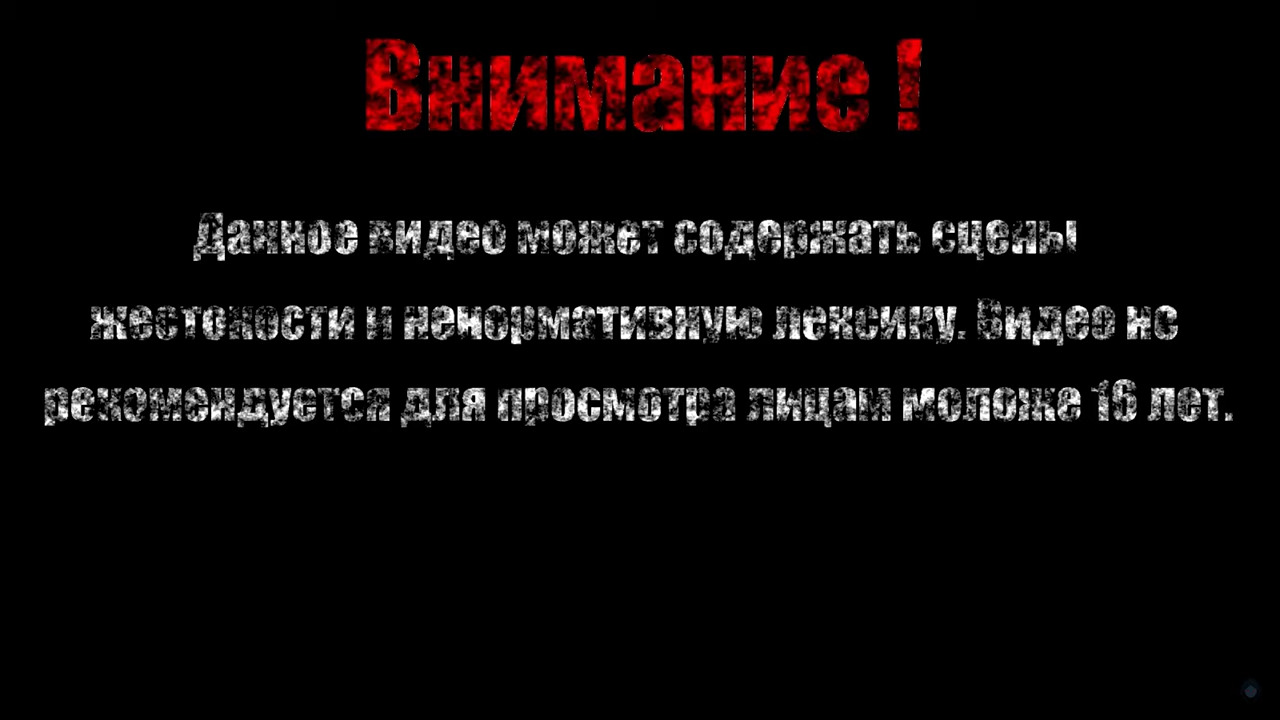 Внимание !
Данное видео может содержать сцены
жестокости и ненормативную лексику. Видео не
рекомендуется для просмотра лицам моложе 16 лет.